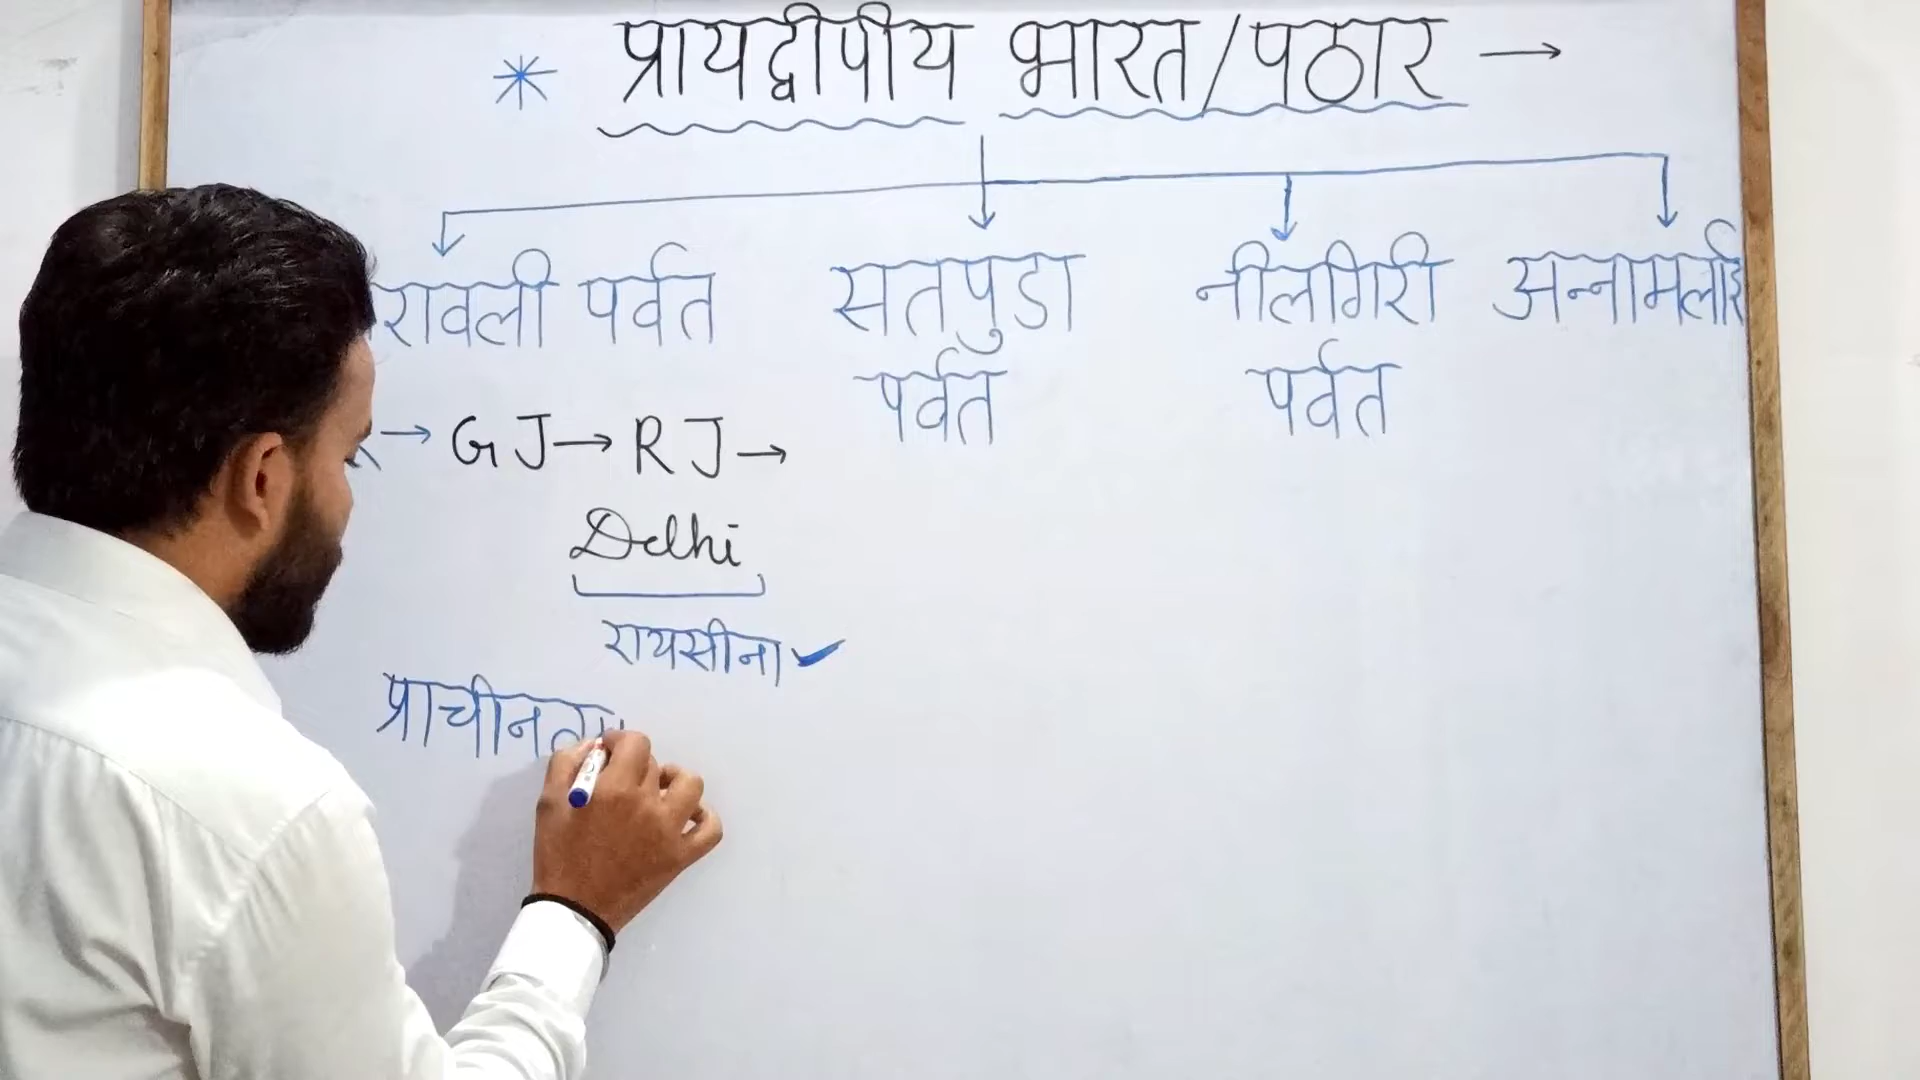 * प्रायद्वीपीय भारत/पठार →
रावली पर्वत सतपुडा पर्वत नीलगिरी पर्वत अन्नामलाई
→ GJ → RJ →
Delhi
रायसीना ✓
प्राचीनतम